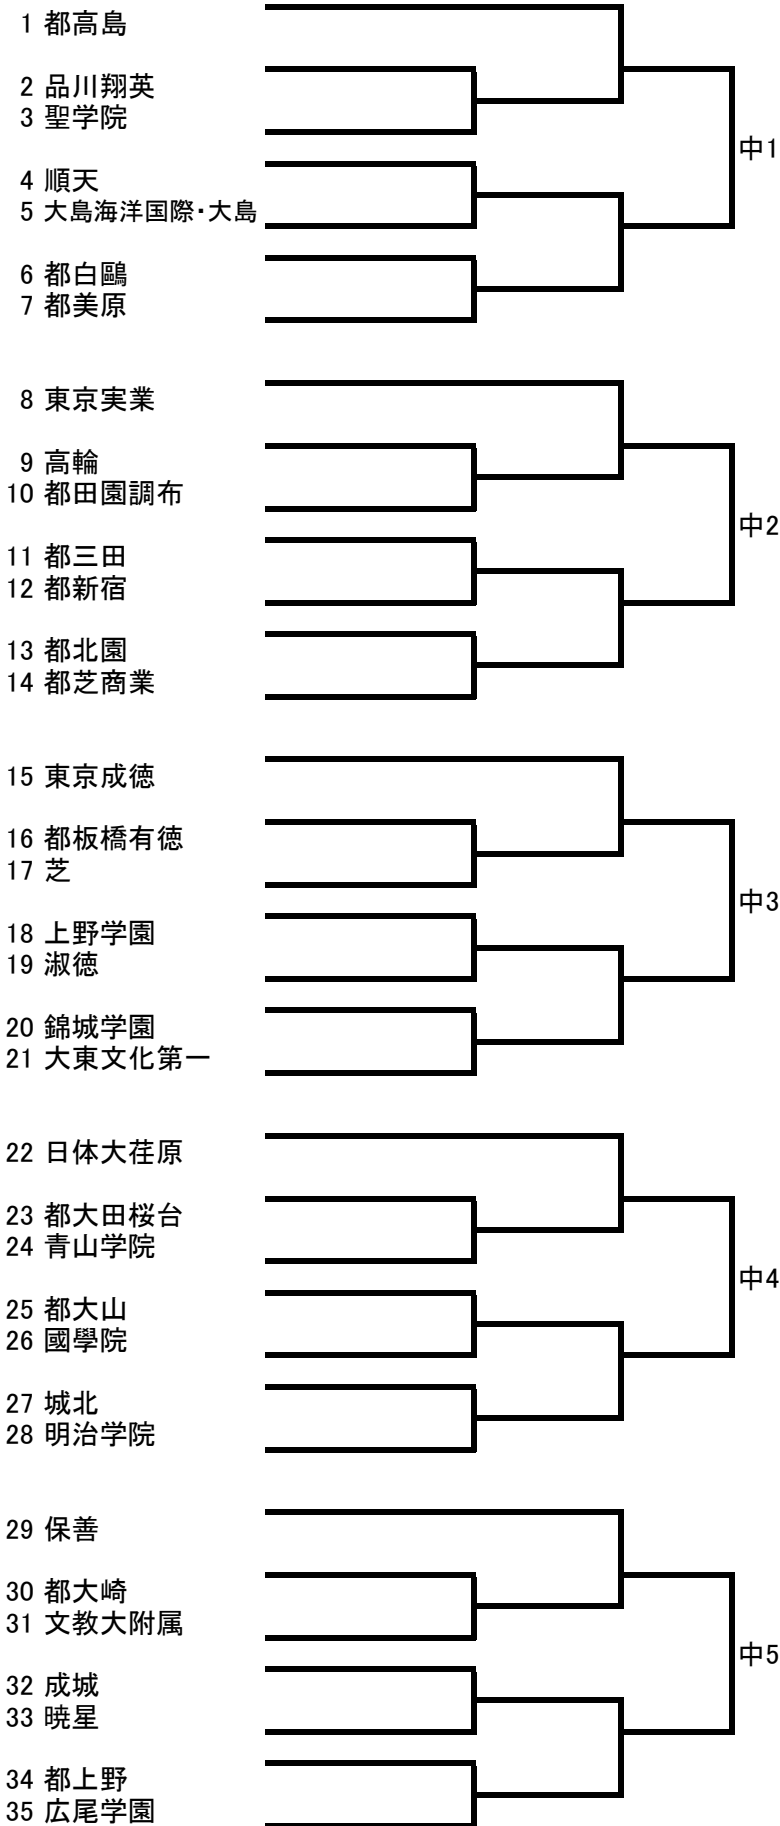 1 都高島
2 品川翔英
3 聖学院
中1
4 順天
5 大島海洋国際・大島
6 都白鷗
7 都美原
8 東京実業
9 高輪
10 都田園調布
中2
11 都三田
12 都新宿
13 都北園
14 都芝商業
15 東京成徳
16 都板橋有徳
17 芝
中3
18 上野学園
19 淑徳
20 錦城学園
21 大東文化第一
22 日体大荏原
23 都大田桜台
24 青山学院
中4
25 都大山
26 國學院
27 城北
28 明治学院
29 保善
30 都大崎
31 文教大附属
中5
32 成城
33 暁星
34 都上野
35 広尾学園